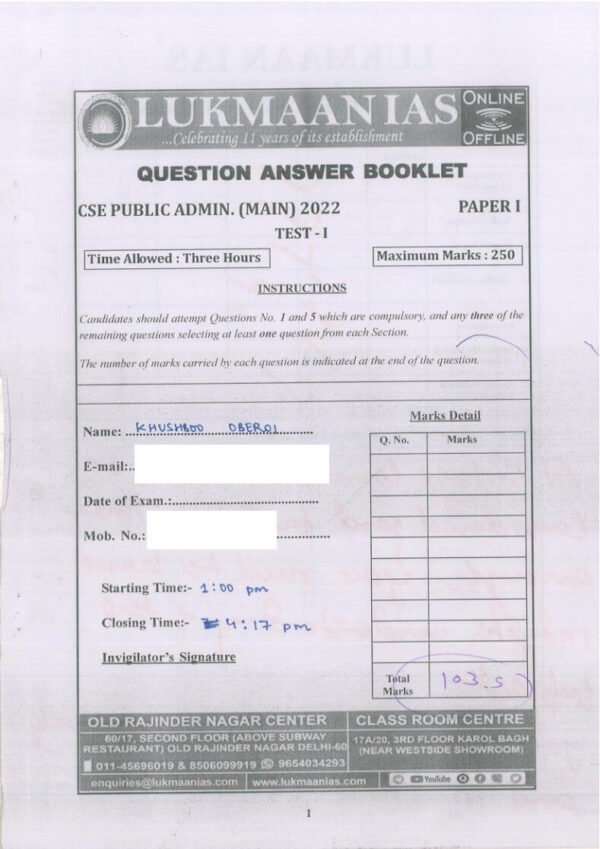 LUKMAAN IAS
...Celebrating 11 years of its establishment
ONLINE
OFFLINE
QUESTION ANSWER BOOKLET
CSE PUBLIC ADMIN. (MAIN) 2022 PAPER I
TEST - I
Time Allowed : Three Hours Maximum Marks : 250
INSTRUCTIONS
Candidates should attempt Questions No. 1 and 5 which are compulsory, and any three of the
remaining questions selecting at least one question from each Section.
The number of marks carried by each question is indicated at the end of the question.
Marks Detail
Q. No. Marks
Name: KHUSHBOO OBEROI
E-mail:
Date of Exam.:
Mob. No.:
Starting Time:- 1:00 pm
Closing Time:- 4:17 pm
Invigilator's Signature
Total Marks 103.5
OLD RAJINDER NAGAR CENTER
60/17, SECOND FLOOR (ABOVE SUBWAY
RESTAURANT) OLD RAJINDER NAGAR DELHI-60
011-45696019 & 8506099919 9654034293
enquiries@lukmaanias.com www.lukmaanias.com
CLASS ROOM CENTRE
17A/20, 3RD FLOOR KAROL BAGH
(NEAR WESTSIDE SHOWROOM)
YouTube
1